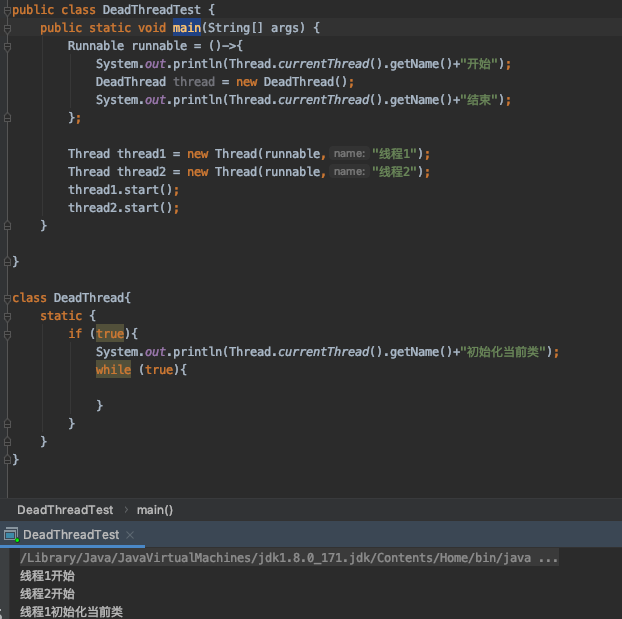 public class DeadThreadTest {
public static void main(String[] args) {
Runnable runnable = ()->{
System.out.println(Thread.currentThread().getName()+"开始");
DeadThread thread = new DeadThread();
System.out.println(Thread.currentThread().getName()+"结束");
};
Thread thread1 = new Thread(runnable, name: "线程1");
Thread thread2 = new Thread(runnable, name: "线程2");
thread1.start();
thread2.start();
}
}
class DeadThread{
static {
if (true){
System.out.println(Thread.currentThread().getName()+"初始化当前类");
while (true){
}
}
}
}
DeadThreadTest › main()
DeadThreadTest ×
/Library/Java/JavaVirtualMachines/jdk1.8.0_171.jdk/Contents/Home/bin/java ...
线程1开始
线程2开始
线程1初始化当前类